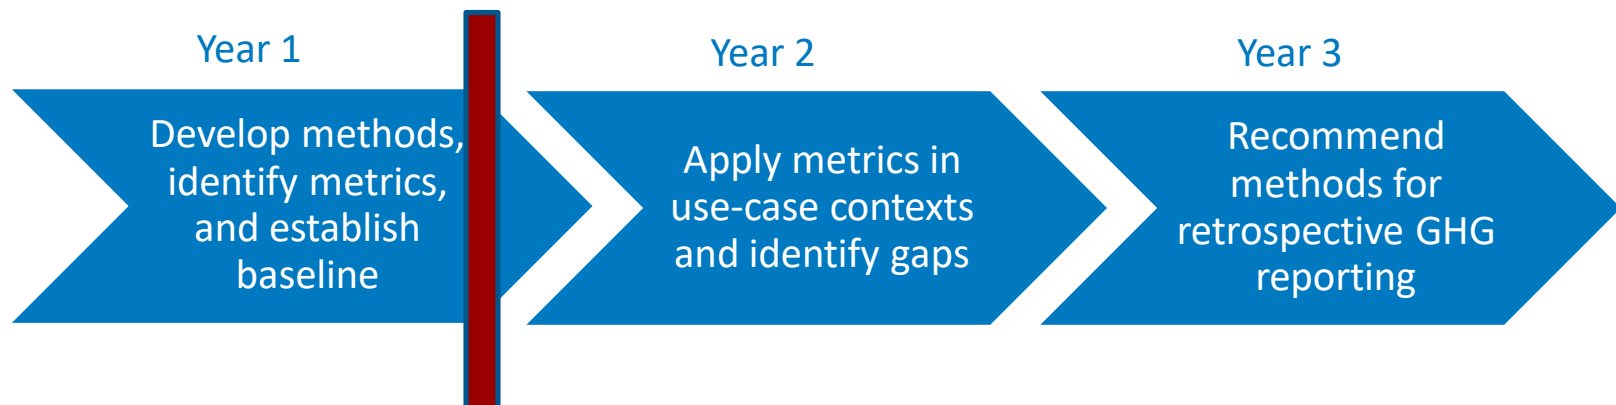 Year 1
Develop methods,
identify metrics,
and establish
baseline
Year 2
Apply metrics in
use-case contexts
and identify gaps
Year 3
Recommend
methods for
retrospective GHG
reporting